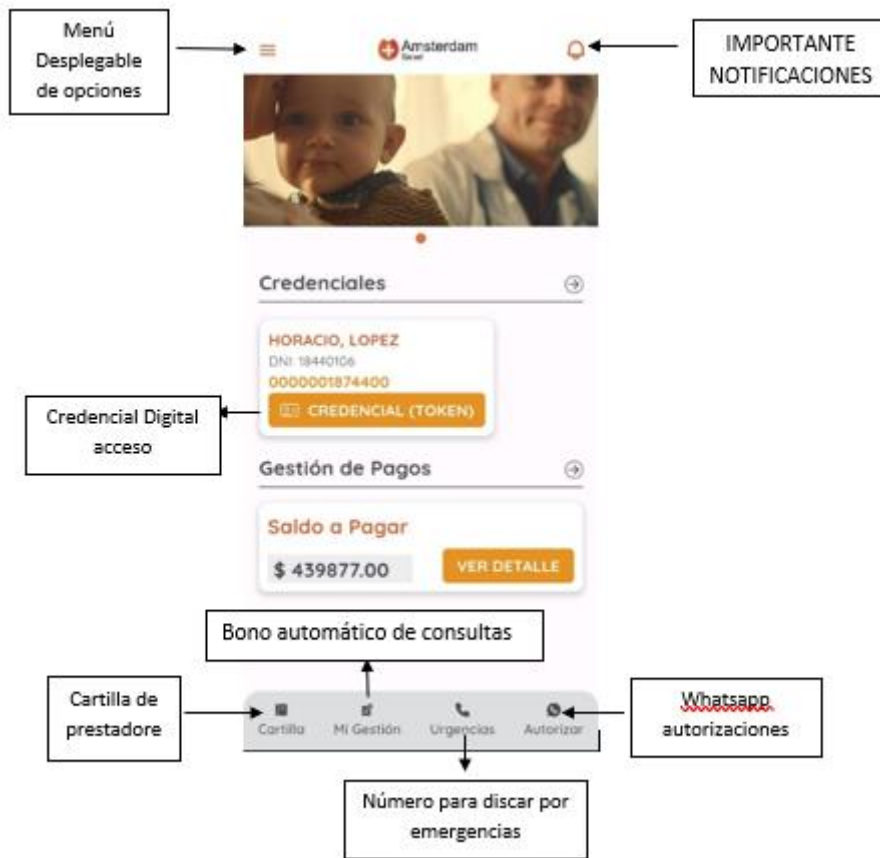 Menú
Desplegable
de opciones
Amsterdam
Salud
IMPORTANTE
NOTIFICACIONES
Credenciales
HORACIO, LOPEZ
DNI: 18440106
0000001874400
CREDENCIAL (TOKEN)
Credencial Digital
acceso
Gestión de Pagos
Saldo a Pagar
$ 439877.00
VER DETALLE
Bono automático de consultas
Cartilla de
prestadore
Cartilla
Mi Gestión
Urgencias
Autorizar
Whatsapp
autorizaciones
Número para discar por
emergencias